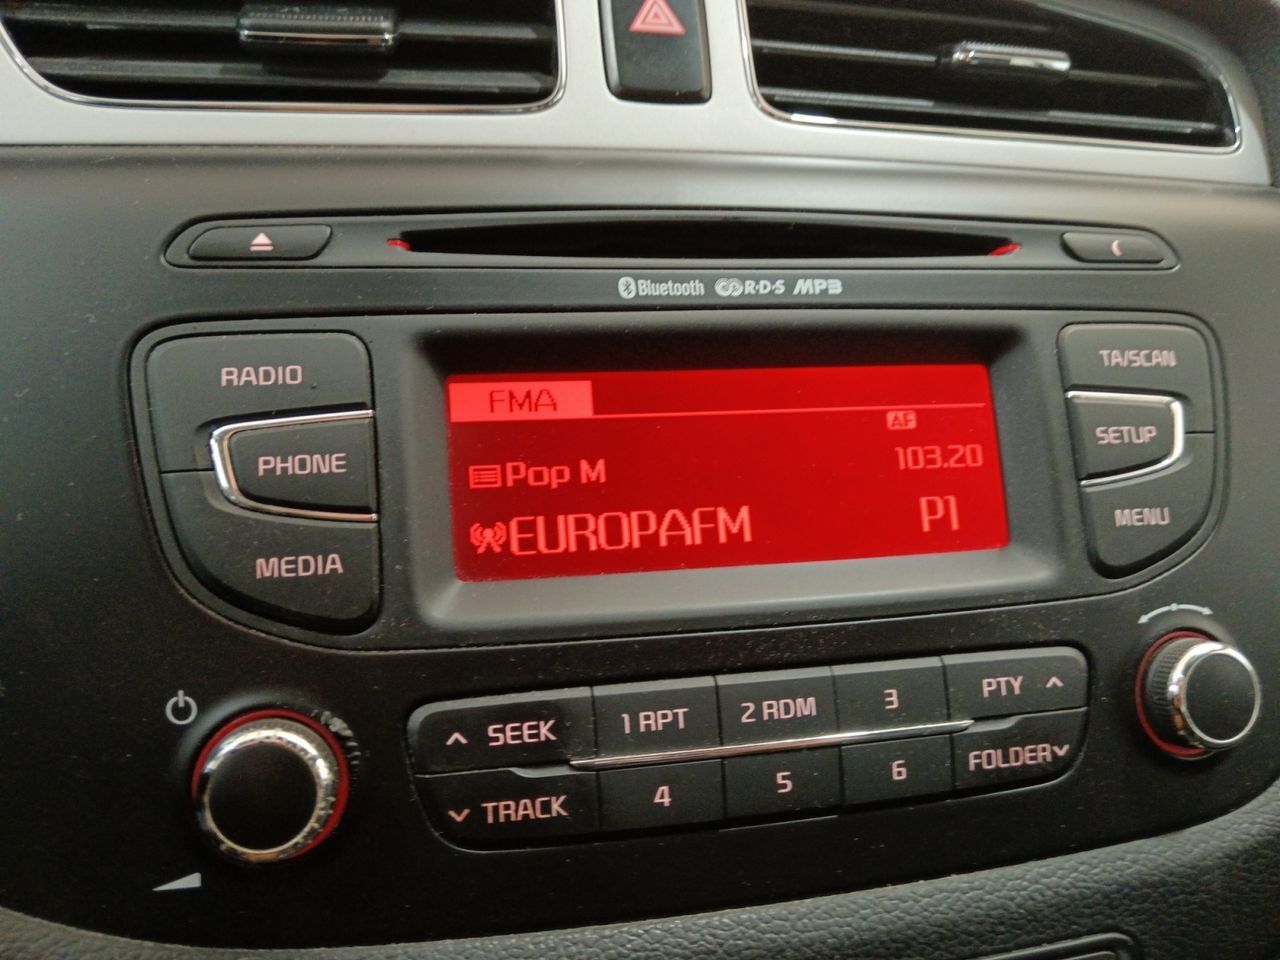 Bluetooth R·D·S MP3
RADIO
PHONE
MEDIA
FMA
AF
Pop M
103.20
EUROPAFM
P1
TA/SCAN
SETUP
MENU
SEEK
1 RPT
2 RDM
3
PTY
TRACK
4
5
6
FOLDER